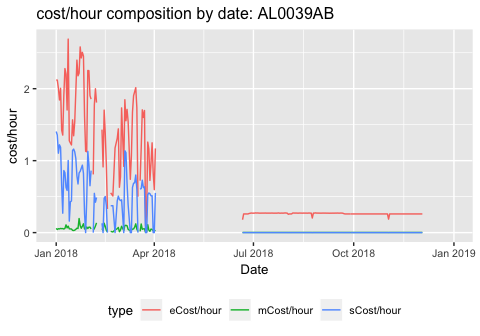 cost/hour composition by date: AL0039AB
cost/hour
2
1
0
Jan 2018
Apr 2018
Jul 2018
Oct 2018
Jan 2019
Date
type
eCost/hour
mCost/hour
sCost/hour